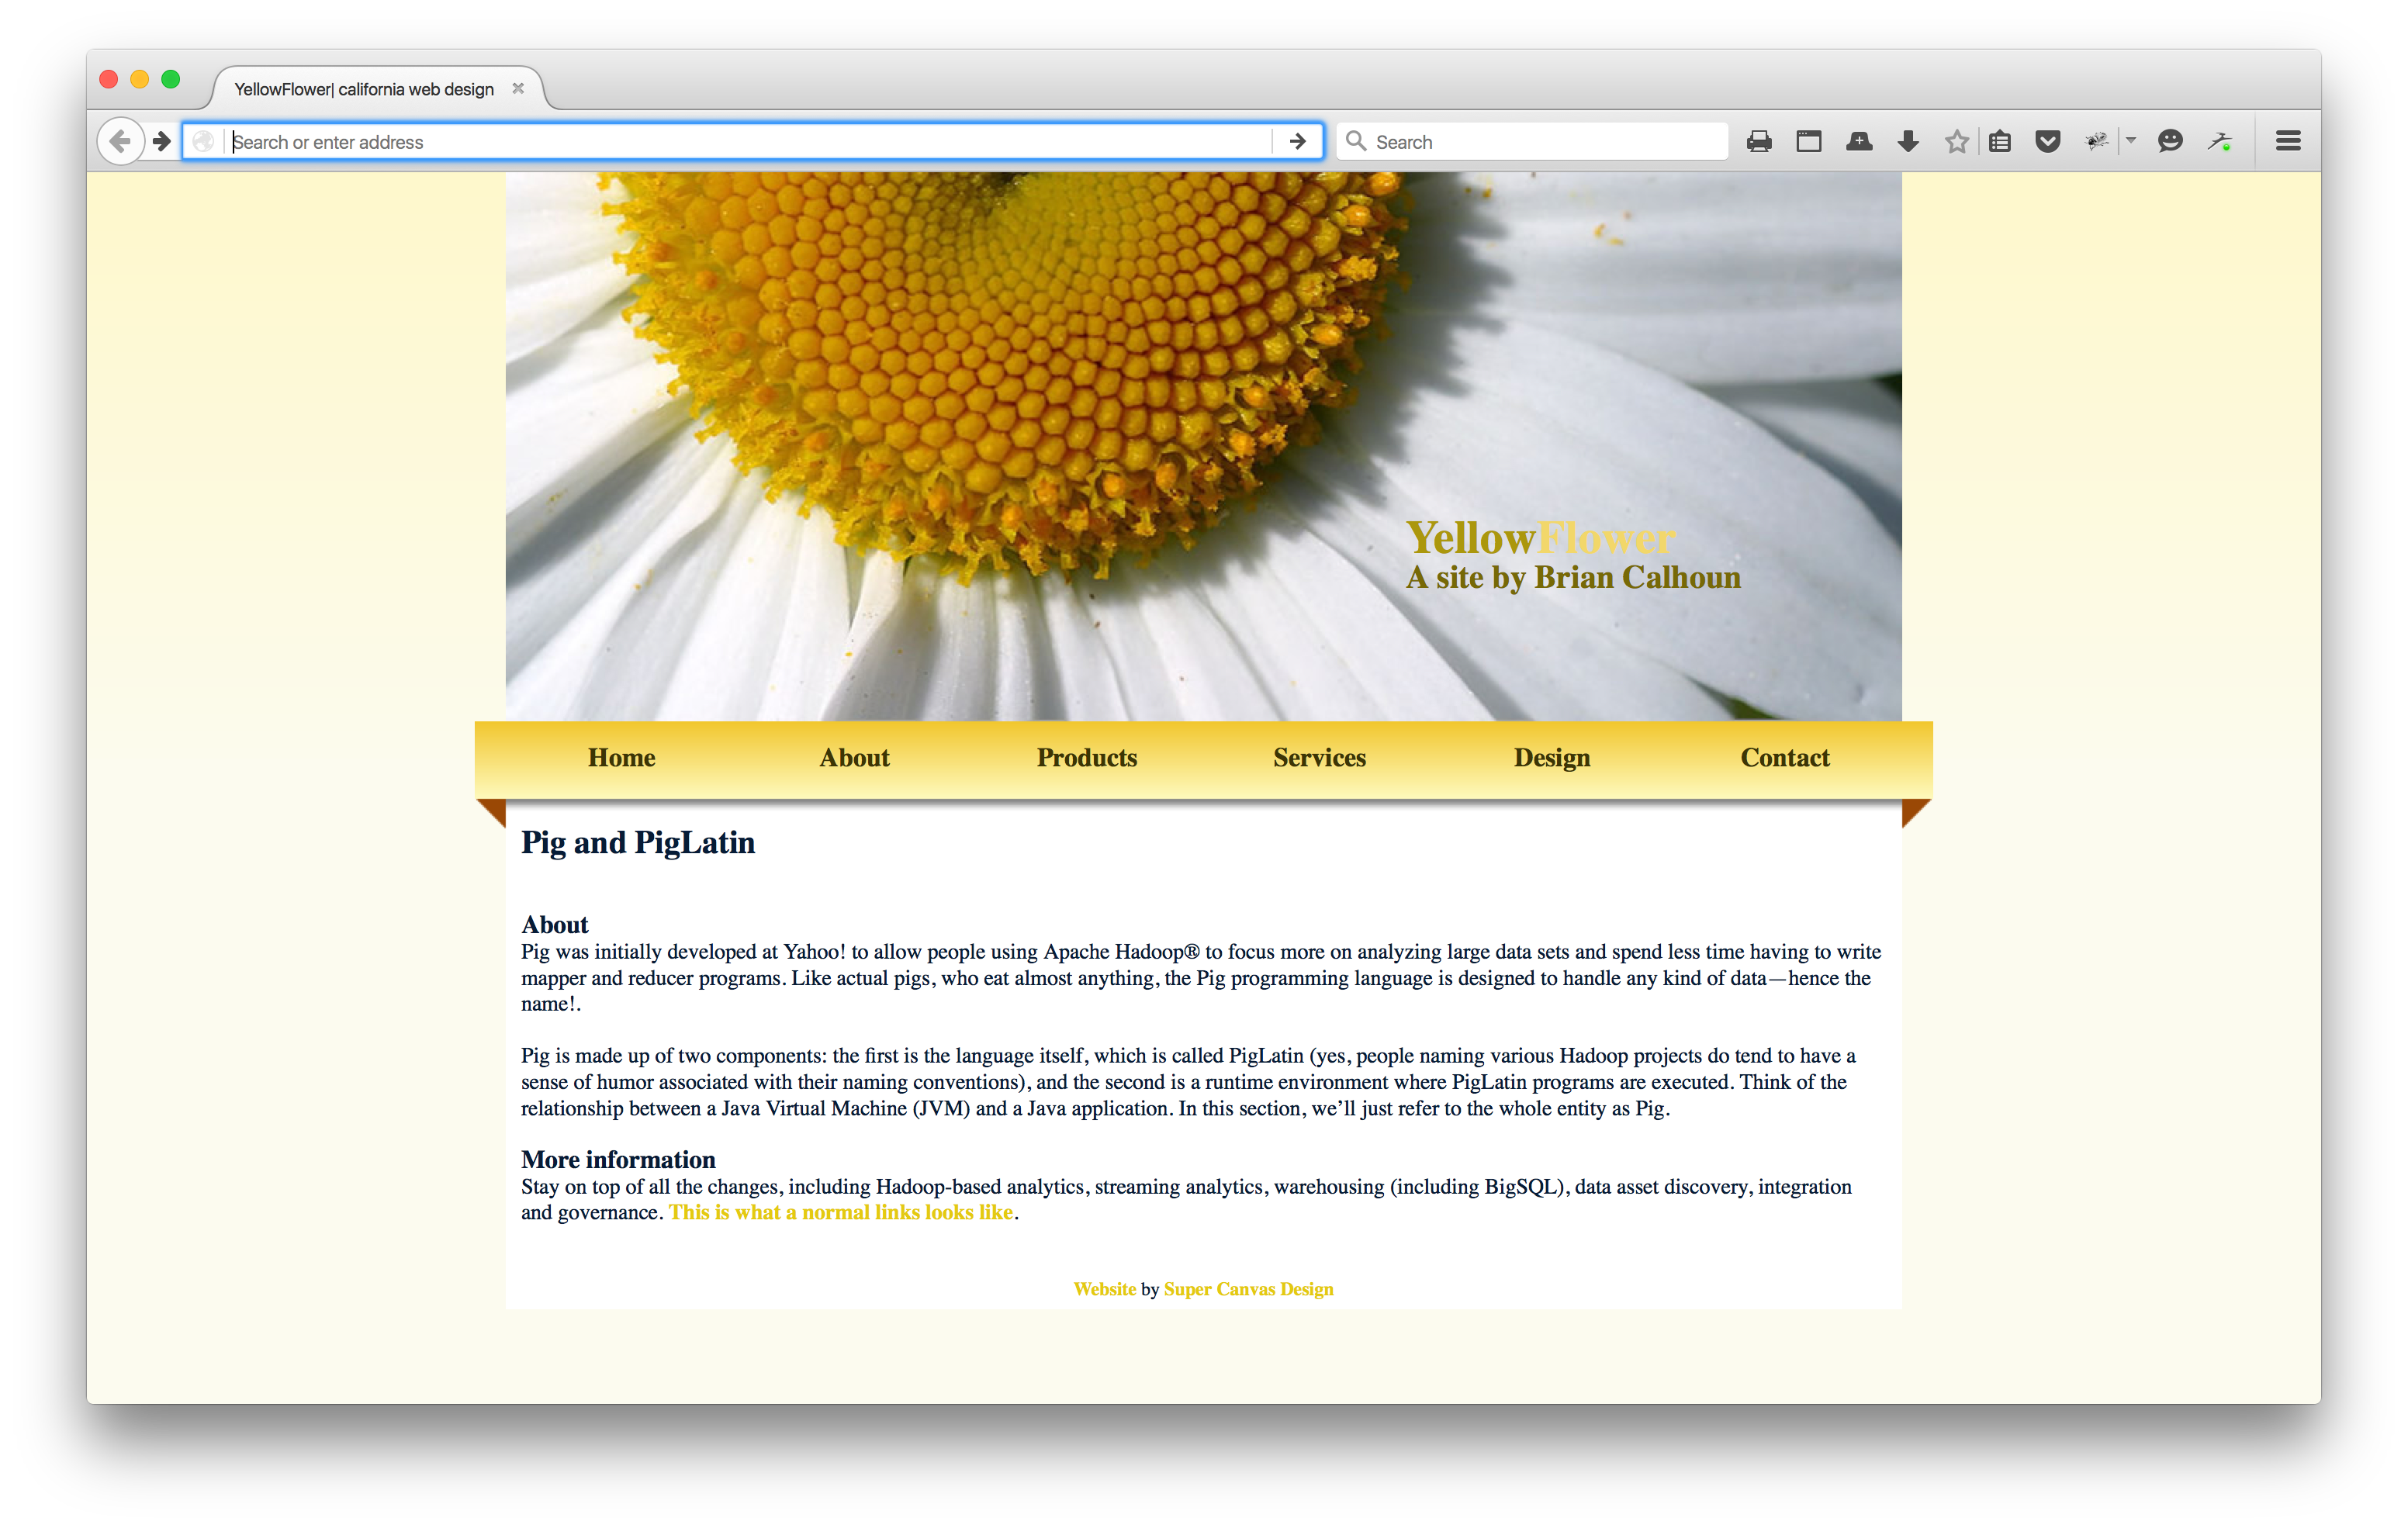 YellowFlower| california web design
Search or enter address
Search
YellowFlower
A site by Brian Calhoun
Home About Products Services Design Contact
Pig and PigLatin
About
Pig was initially developed at Yahoo! to allow people using Apache Hadoop® to focus more on analyzing large data sets and spend less time having to write
mapper and reducer programs. Like actual pigs, who eat almost anything, the Pig programming language is designed to handle any kind of data—hence the
name!.
Pig is made up of two components: the first is the language itself, which is called PigLatin (yes, people naming various Hadoop projects do tend to have a
sense of humor associated with their naming conventions), and the second is a runtime environment where PigLatin programs are executed. Think of the
relationship between a Java Virtual Machine (JVM) and a Java application. In this section, we’ll just refer to the whole entity as Pig.
More information
Stay on top of all the changes, including Hadoop-based analytics, streaming analytics, warehousing (including BigSQL), data asset discovery, integration
and governance. This is what a normal links looks like.
Website by Super Canvas Design